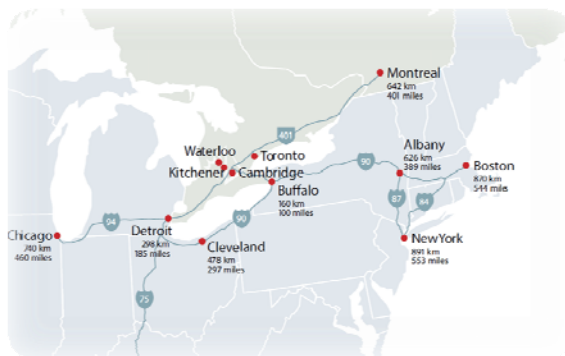 Montreal
642 km
401 miles
401
Waterloo
Toronto
Kitchener
Cambridge
Albany
626 km
389 miles
90
Boston
870 km
544 miles
Buffalo
160 km
100 miles
87
84
94
90
Chicago
740 km
460 miles
Detroit
298 km
185 miles
Cleveland
478 km
297 miles
NewYork
891 km
553 miles
75